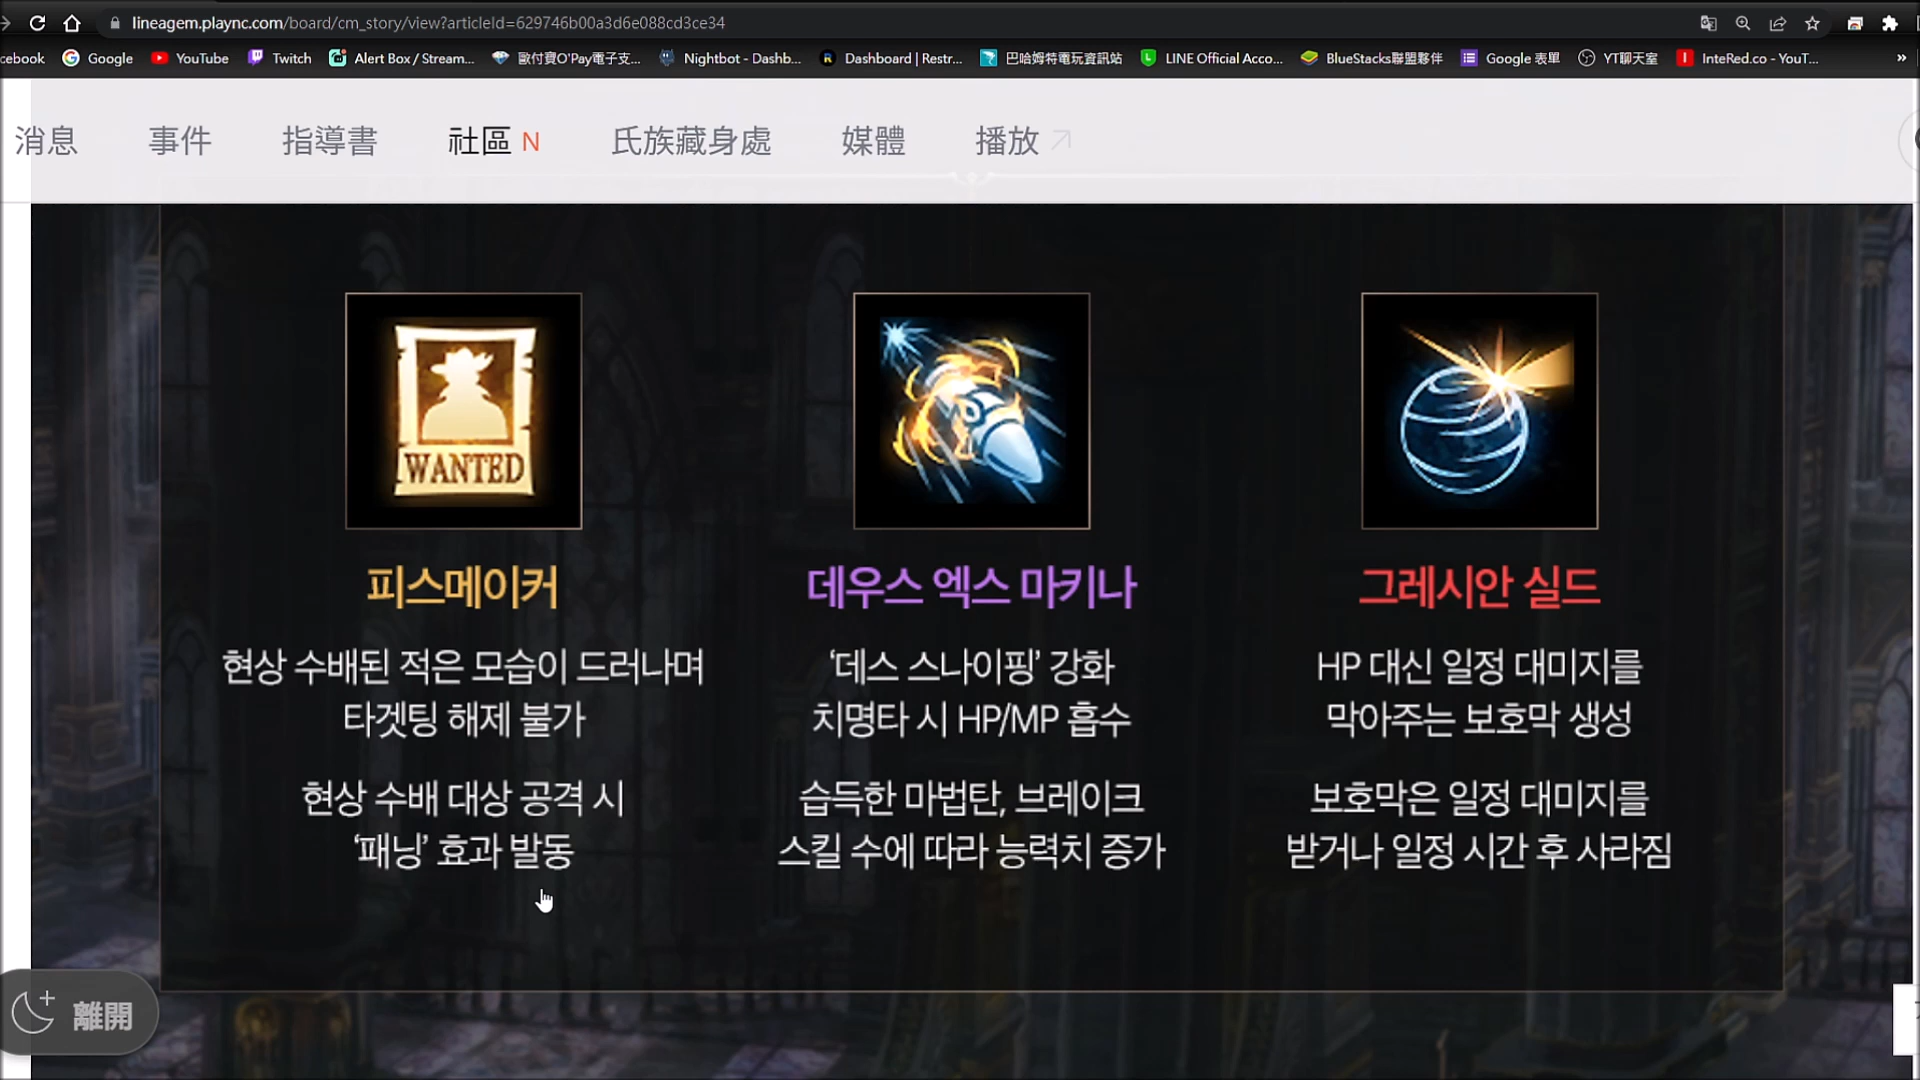 lineagem.plaync.com/board/cm_story/view?articleId=629746b00a3d6e088cd3ce34
cebook Google YouTube Twitch Alert Box / Stream... 歐付寶O'Pay電子支... Nightbot - Dashb... Dashboard | Restr... 巴哈姆特電玩資訊站 LINE Official Acco... BlueStacks聯盟夥伴 Google 表單 YT聊天室 InteRed.co - YouT... »
消息 事件 指導書 社區 N 氏族藏身處 媒體 播放
WANTED
피스메이커
현상 수배된 적은 모습이 드러나며
타겟팅 해제 불가
현상 수배 대상 공격 시
‘패닝’ 효과 발동
데우스 엑스 마키나
‘데스 스나이핑’ 강화
치명타 시 HP/MP 흡수
습득한 마법탄, 브레이크
스킬 수에 따라 능력치 증가
그레시안 실드
HP 대신 일정 대미지를
막아주는 보호막 생성
보호막은 일정 대미지를
받거나 일정 시간 후 사라짐
離開